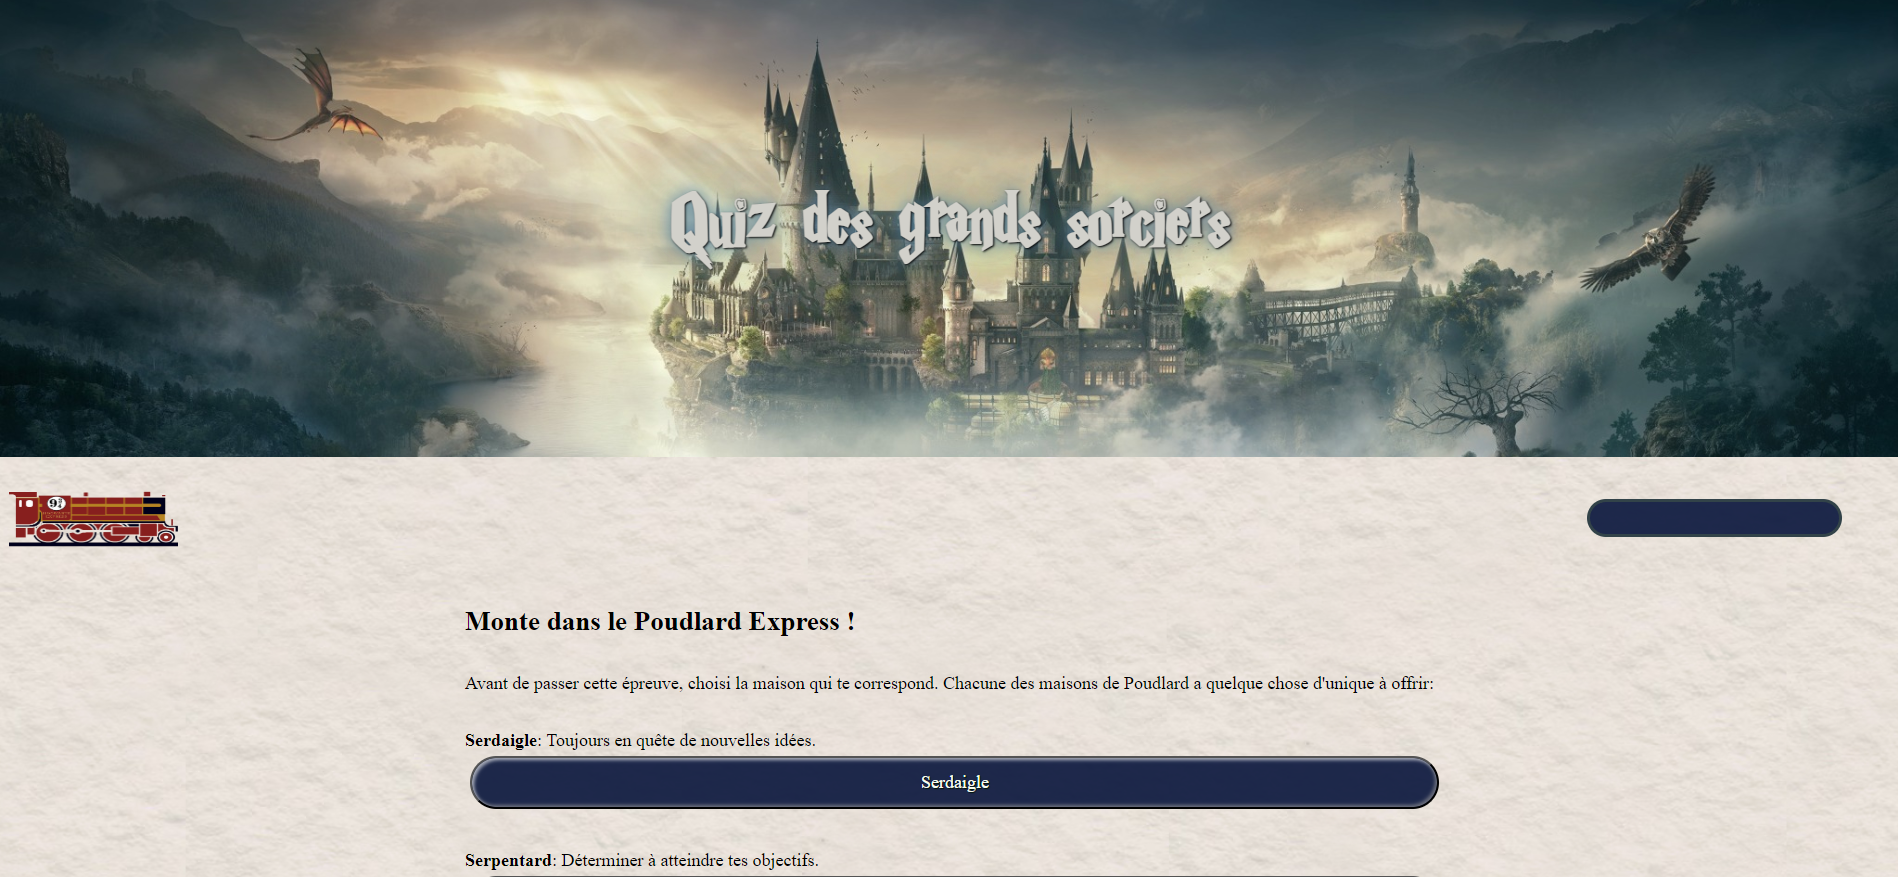 Quiz des grands sorciers
9¾
Monte dans le Poudlard Express !
Avant de passer cette épreuve, choisi la maison qui te correspond. Chacune des maisons de Poudlard a quelque chose d'unique à offrir:
Serdaigle: Toujours en quête de nouvelles idées.
Serdaigle
Serpentard: Déterminer à atteindre tes objectifs.